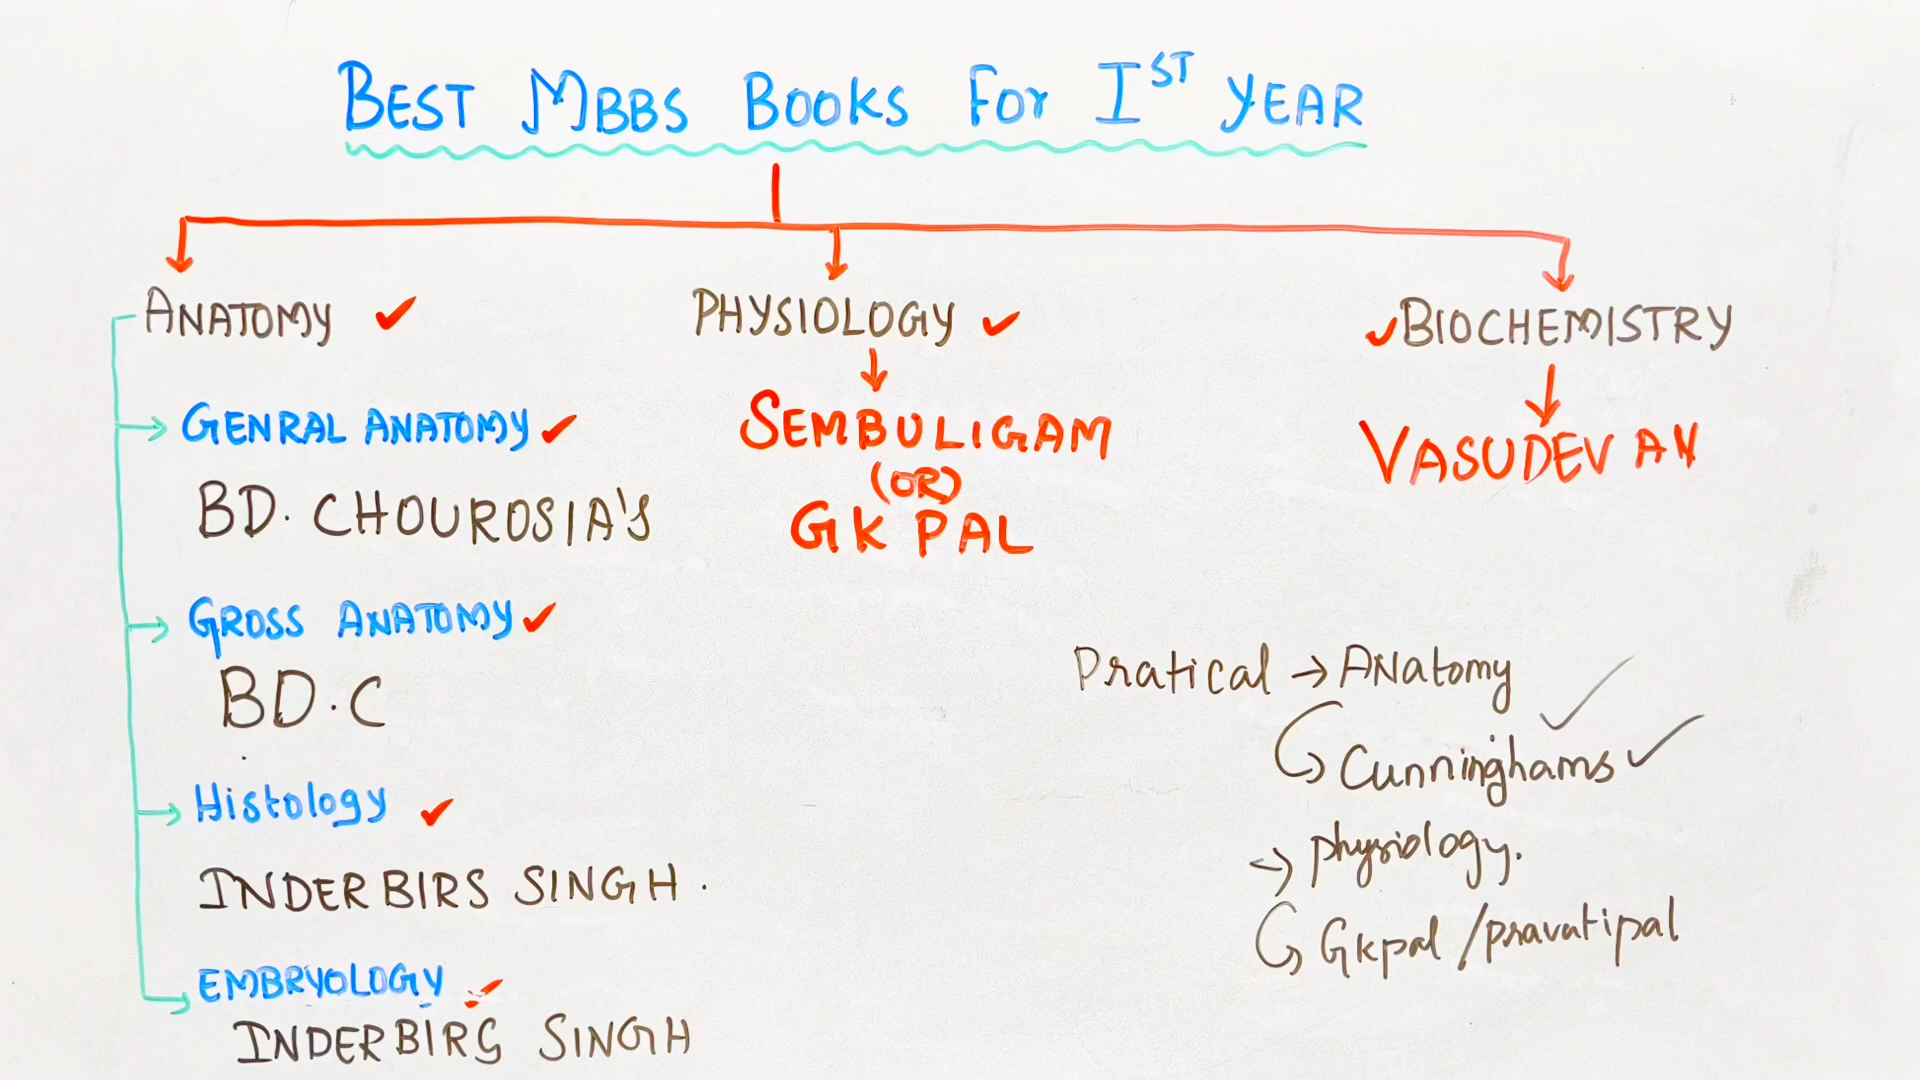 BEST MBBS BOOKS FOr Iˢᵀ YEAR
ANATOMY
GENRAL ANATOMY
BD. CHOUROSIA'S
GROSS ANATOMY
BD.C
Histology
INDERBIRS SINGH.
EMBRYOLOGY
INDERBIRS SINGH
PHYSIOLOGY
SEMBULIGAM
(OR)
GK PAL
BIOCHEMISTRY
VASUDEVAN
Pratical → ANatomy
Cunninghams
→ physiology.
Gkpal /pravatipal